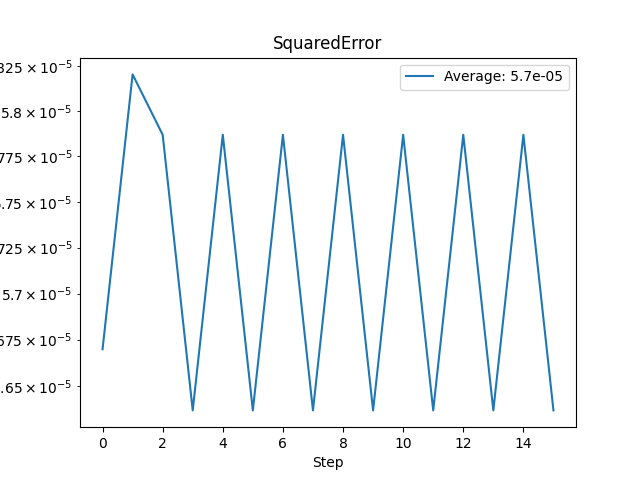 SquaredError
Average: 5.7e-05
825 × 10⁻⁵
5.8 × 10⁻⁵
775 × 10⁻⁵
.75 × 10⁻⁵
725 × 10⁻⁵
5.7 × 10⁻⁵
675 × 10⁻⁵
.65 × 10⁻⁵
0 2 4 6 8 10 12 14
Step